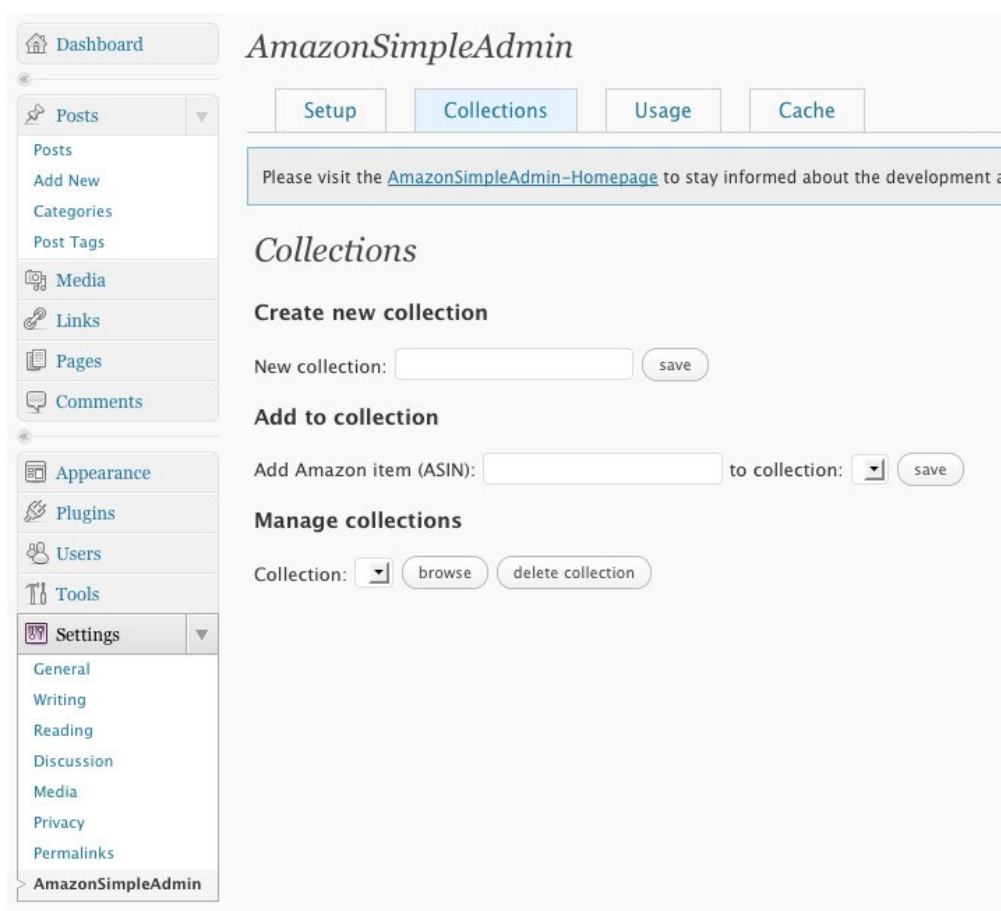 Dashboard
Posts
Posts
Add New
Categories
Post Tags
Media
Links
Pages
Comments
Appearance
Plugins
Users
Tools
Settings
General
Writing
Reading
Discussion
Media
Privacy
Permalinks
AmazonSimpleAdmin
AmazonSimpleAdmin
Setup Collections Usage Cache
Please visit the AmazonSimpleAdmin-Homepage to stay informed about the development a
Collections
Create new collection
New collection: save
Add to collection
Add Amazon item (ASIN): to collection: save
Manage collections
Collection: browse delete collection